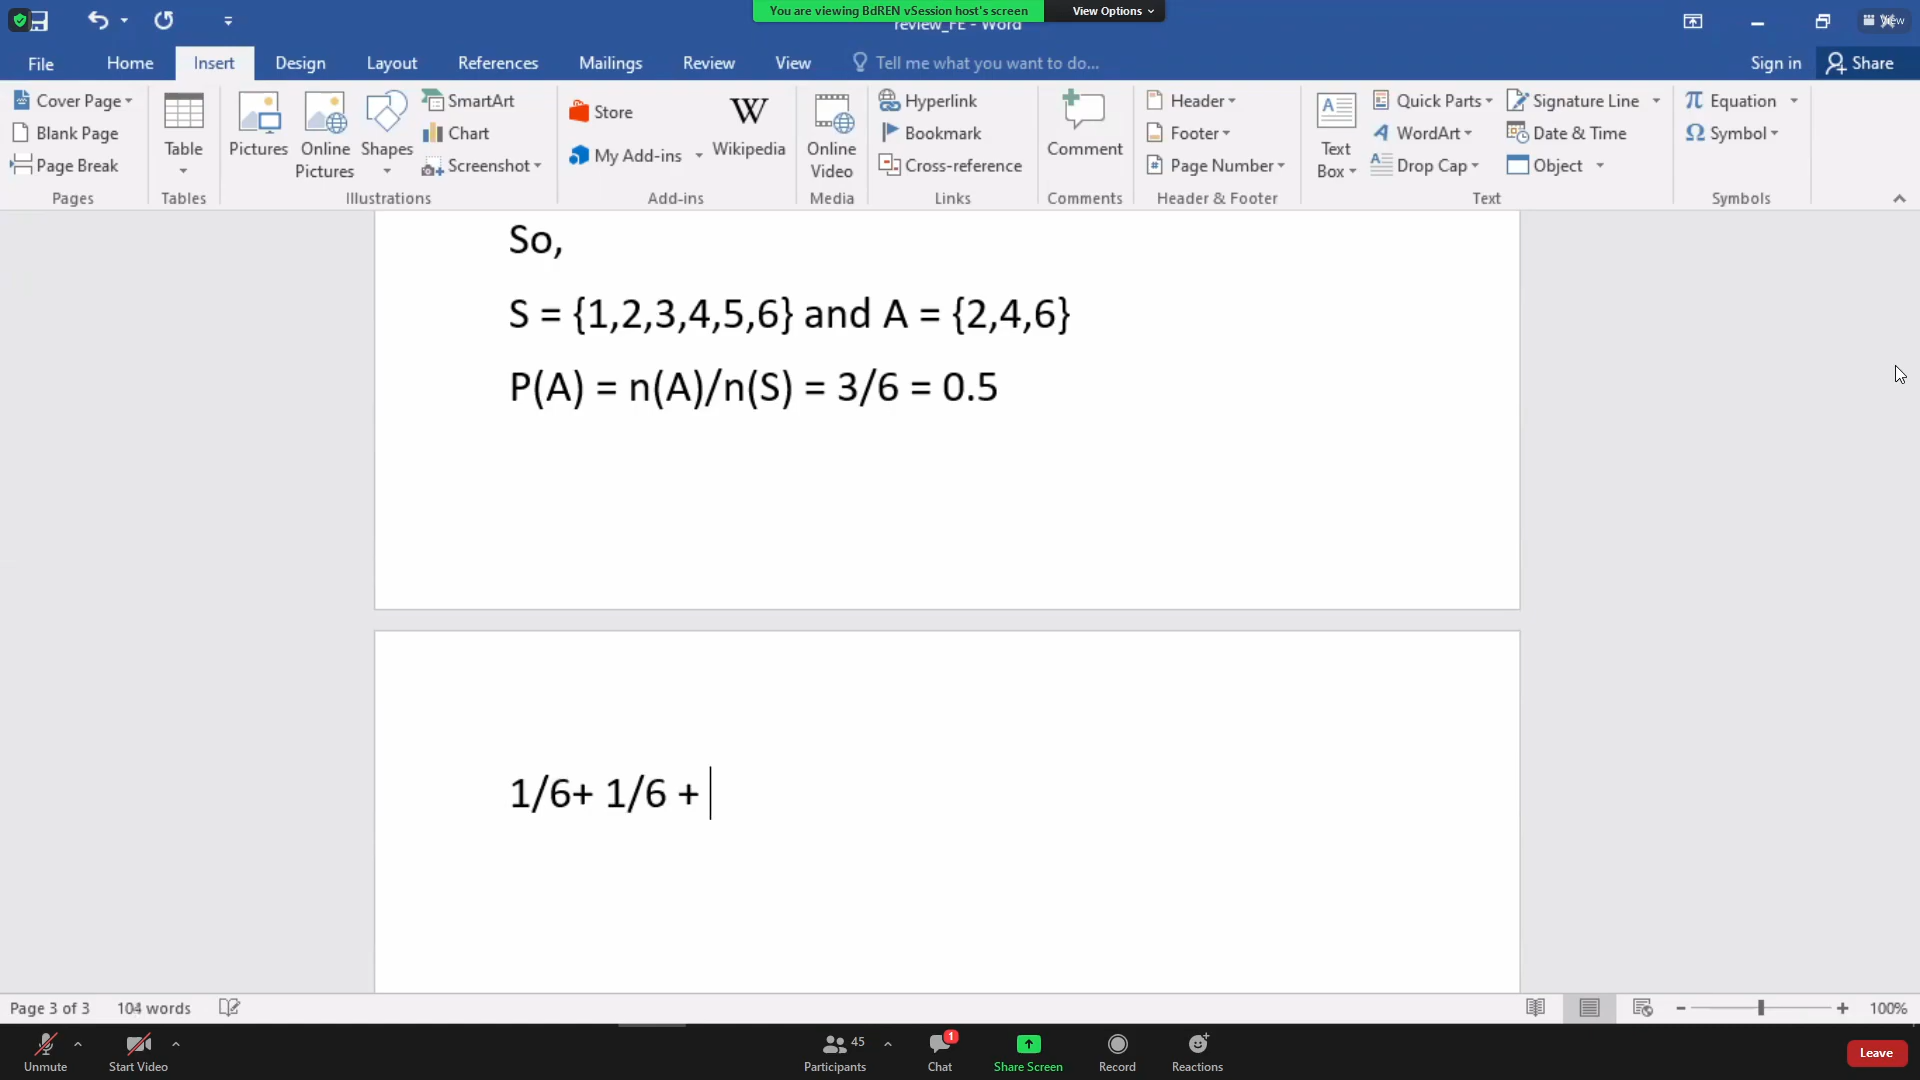 You are viewing BdREN vSession host's screen
View Options
review_FE - Word
View
File
Home
Insert
Design
Layout
References
Mailings
Review
View
Tell me what you want to do...
Sign in
Share
Cover Page
Blank Page
Page Break
Pages
Table
Tables
Pictures
Online Pictures
Shapes
SmartArt
Chart
Screenshot
Illustrations
Store
My Add-ins
W
Wikipedia
Add-ins
Online Video
Media
Hyperlink
Bookmark
Cross-reference
Links
Comment
Comments
Header
Footer
Page Number
Header & Footer
Text Box
Quick Parts
WordArt
Drop Cap
Signature Line
Date & Time
Object
Text
Equation
Symbol
Symbols
So,
S = {1,2,3,4,5,6} and A = {2,4,6}
P(A) = n(A)/n(S) = 3/6 = 0.5
1/6+ 1/6 +
Page 3 of 3
104 words
100%
Unmute
Start Video
45
Participants
1
Chat
Share Screen
Record
Reactions
Leave